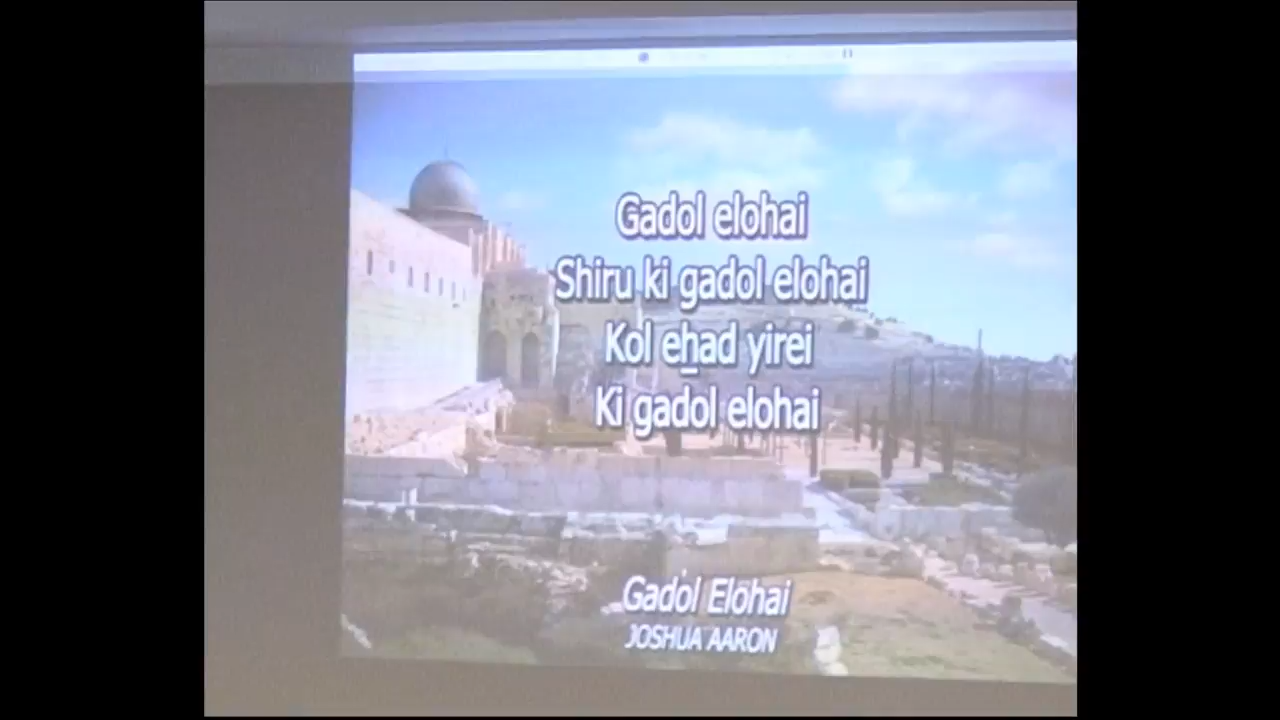 Gadol elohai
Shiru ki gadol elohai
Kol eẖad yirei
Ki gadol elohai
Gadol Elohai
JOSHUA AARON